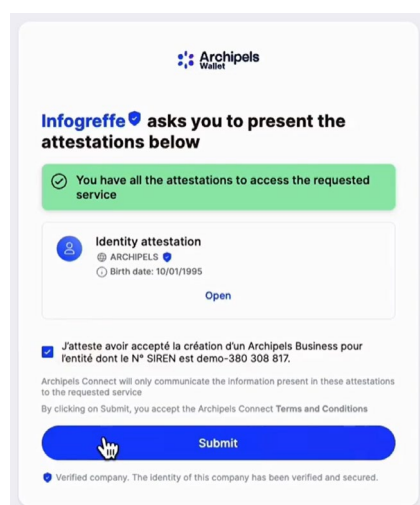 Archipels
Wallet
Infogreffe asks you to present the
attestations below
You have all the attestations to access the requested
service
Identity attestation
ARCHIPELS
Birth date: 10/01/1995
Open
J'atteste avoir accepté la création d'un Archipels Business pour
l'entité dont le N° SIREN est demo-380 308 817.
Archipels Connect will only communicate the information present in these attestations
to the requested service
By clicking on Submit, you accept the Archipels Connect Terms and Conditions
Submit
Verified company. The identity of this company has been verified and secured.